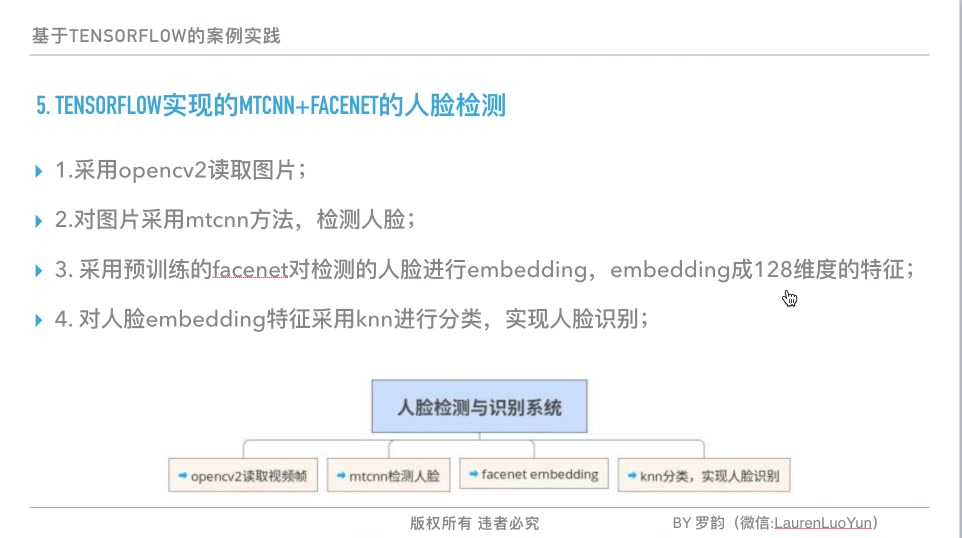 基于TENSORFLOW的案例实践
5. TENSORFLOW实现的MTCNN+FACENET的人脸检测
1.采用opencv2读取图片；
2.对图片采用mtcnn方法，检测人脸；
3. 采用预训练的facenet对检测的人脸进行embedding，embedding成128维度的特征；
4. 对人脸embedding特征采用knn进行分类，实现人脸识别；
人脸检测与识别系统
opencv2读取视频帧
mtcnn检测人脸
facenet embedding
knn分类，实现人脸识别
版权所有 违者必究
BY 罗韵（微信:LaurenLuoYun）